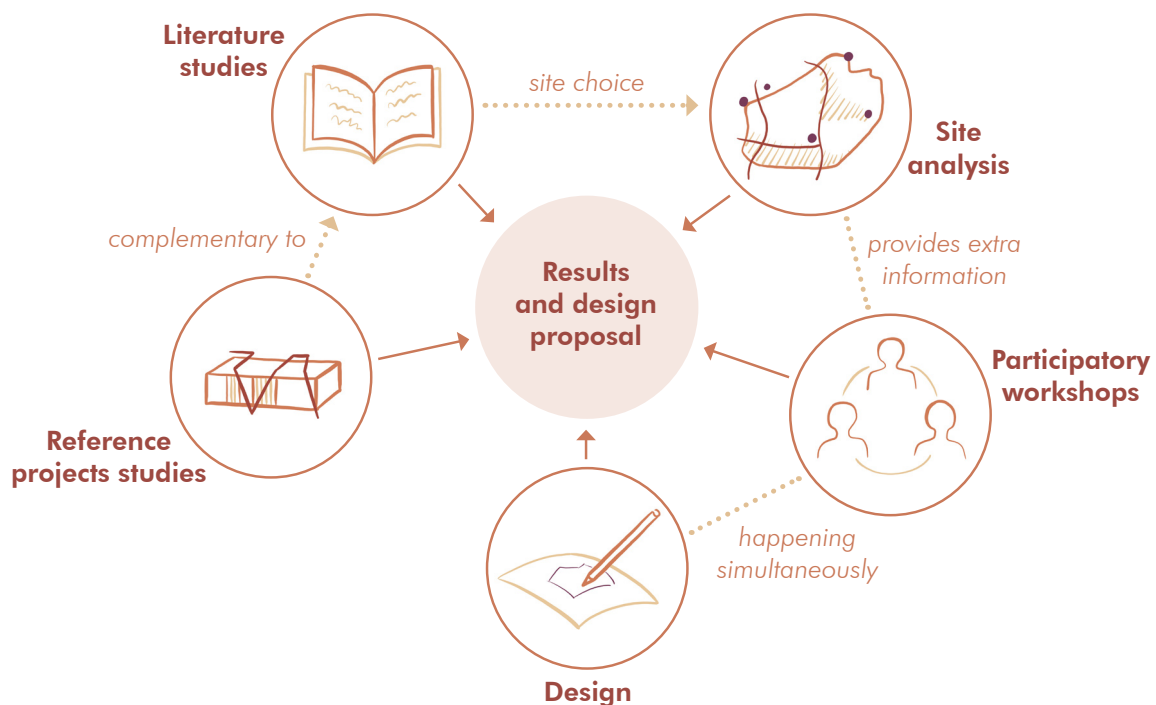 Literature
studies
site choice
Site
analysis
complementary to
provides extra
information
Results
and design
proposal
Participatory
workshops
Reference
projects studies
happening
simultaneously
Design